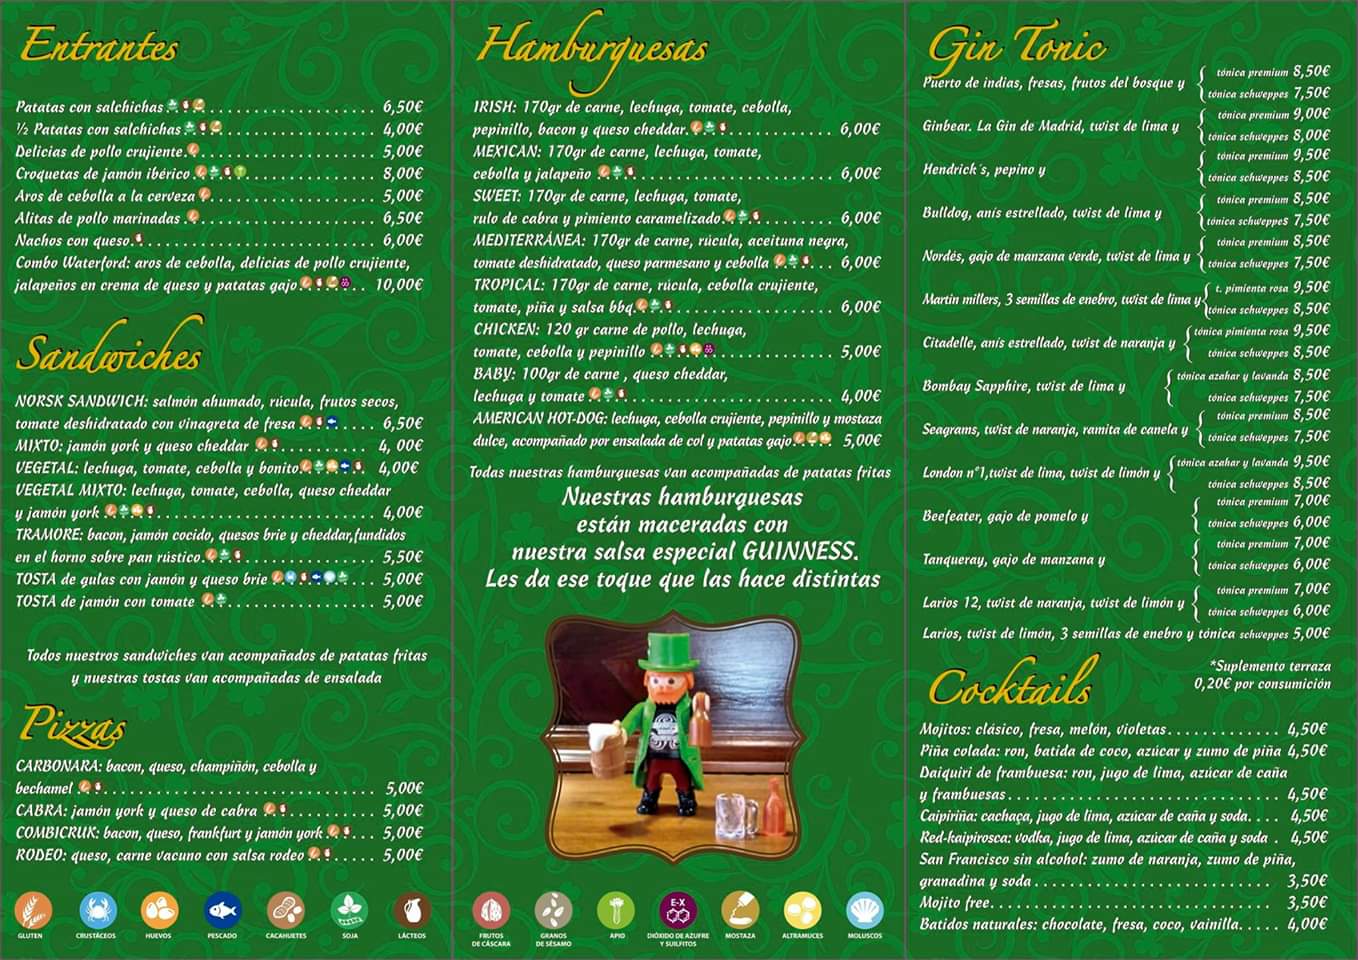 Entrantes
Patatas con salchichas 6,50€
½ Patatas con salchichas 4,00€
Delicias de pollo crujiente. 5,00€
Croquetas de jamón ibérico 8,00€
Aros de cebolla a la cerveza 5,00€
Alitas de pollo marinadas 6,50€
Nachos con queso 6,00€
Combo Waterford: aros de cebolla, delicias de pollo crujiente,
jalapeños en crema de queso y patatas gajo 10,00€
Sandwiches
NORSK SANDWICH: salmón ahumado, rúcula, frutos secos,
tomate deshidratado con vinagreta de fresa 6,50€
MIXTO: jamón york y queso cheddar 4, 00€
VEGETAL: lechuga, tomate, cebolla y bonito 4,00€
VEGETAL MIXTO: lechuga, tomate, cebolla, queso cheddar
y jamón york 4,00€
TRAMORE: bacon, jamón cocido, quesos brie y cheddar,fundidos
en el horno sobre pan rústico. 5,50€
TOSTA de gulas con jamón y queso brie 5,00€
TOSTA de jamón con tomate 5,00€
Todos nuestros sandwiches van acompañados de patatas fritas
y nuestras tostas van acompañadas de ensalada
Pizzas
CARBONARA: bacon, queso, champiñón, cebolla y
bechamel 5,00€
CABRA: jamón york y queso de cabra 5,00€
COMBICRUK: bacon, queso, frankfurt y jamón york 5,00€
RODEO: queso, carne vacuno con salsa rodeo 5,00€
GLUTEN CRUSTÁCEOS HUEVOS PESCADO CACAHUETES SOJA LÁCTEOS
Hamburguesas
IRISH: 170gr de carne, lechuga, tomate, cebolla,
pepinillo, bacon y queso cheddar 6,00€
MEXICAN: 170gr de carne, lechuga, tomate,
cebolla y jalapeño 6,00€
SWEET: 170gr de carne, lechuga, tomate,
rulo de cabra y pimiento caramelizado 6,00€
MEDITERRÁNEA: 170gr de carne, rúcula, aceituna negra,
tomate deshidratado, queso parmesano y cebolla 6,00€
TROPICAL: 170gr de carne, rúcula, cebolla crujiente,
tomate, piña y salsa bbq. 6,00€
CHICKEN: 120 gr carne de pollo, lechuga,
tomate, cebolla y pepinillo 5,00€
BABY: 100gr de carne , queso cheddar,
lechuga y tomate 4,00€
AMERICAN HOT-DOG: lechuga, cebolla crujiente, pepinillo y mostaza
dulce, acompañado por ensalada de col y patatas gajo 5,00€
Todas nuestras hamburguesas van acompañadas de patatas fritas
Nuestras hamburguesas
están maceradas con
nuestra salsa especial GUINNESS.
Les da ese toque que las hace distintas
FRUTOS DE CÁSCARA GRANOS DE SÉSAMO APIO E-X DIÓXIDO DE AZUFRE Y SULFITOS MOSTAZA ALTRAMUCES MOLUSCOS
Gin Tonic
Puerto de indias, fresas, frutos del bosque y
tónica premium 8,50€
tónica schweppes 7,50€
Ginbear. La Gin de Madrid, twist de lima y
tónica premium 9,00€
tónica schweppes 8,00€
Hendrick´s, pepino y
tónica premium 9,50€
tónica schweppes 8,50€
Bulldog, anís estrellado, twist de lima y
tónica premium 8,50€
tónica schweppes 7,50€
Nordés, gajo de manzana verde, twist de lima y
tónica premium 8,50€
tónica schweppes 7,50€
Martin millers, 3 semillas de enebro, twist de lima y
t. pimienta rosa 9,50€
tónica schweppes 8,50€
Citadelle, anís estrellado, twist de naranja y
tónica pimienta rosa 9,50€
tónica schweppes 8,50€
Bombay Sapphire, twist de lima y
tónica azahar y lavanda 8,50€
tónica schweppes 7,50€
Seagrams, twist de naranja, ramita de canela y
tónica premium 8,50€
tónica schweppes 7,50€
London nº1,twist de lima, twist de limón y
tónica azahar y lavanda 9,50€
tónica schweppes 8,50€
Beefeater, gajo de pomelo y
tónica premium 7,00€
tónica schweppes 6,00€
Tanqueray, gajo de manzana y
tónica premium 7,00€
tónica schweppes 6,00€
Larios 12, twist de naranja, twist de limón y
tónica premium 7,00€
tónica schweppes 6,00€
Larios, twist de limón, 3 semillas de enebro y tónica schweppes 5,00€
*Suplemento terraza
0,20€ por consumición
Cocktails
Mojitos: clásico, fresa, melón, violetas 4,50€
Piña colada: ron, batida de coco, azúcar y zumo de piña 4,50€
Daiquiri de frambuesa: ron, jugo de lima, azúcar de caña
y frambuesas 4,50€
Caipiriña: cachaça, jugo de lima, azúcar de caña y soda 4,50€
Red-kaipirosca: vodka, jugo de lima, azúcar de caña y soda 4,50€
San Francisco sin alcohol: zumo de naranja, zumo de piña,
granadina y soda 3,50€
Mojito free 3,50€
Batidos naturales: chocolate, fresa, coco, vainilla 4,00€